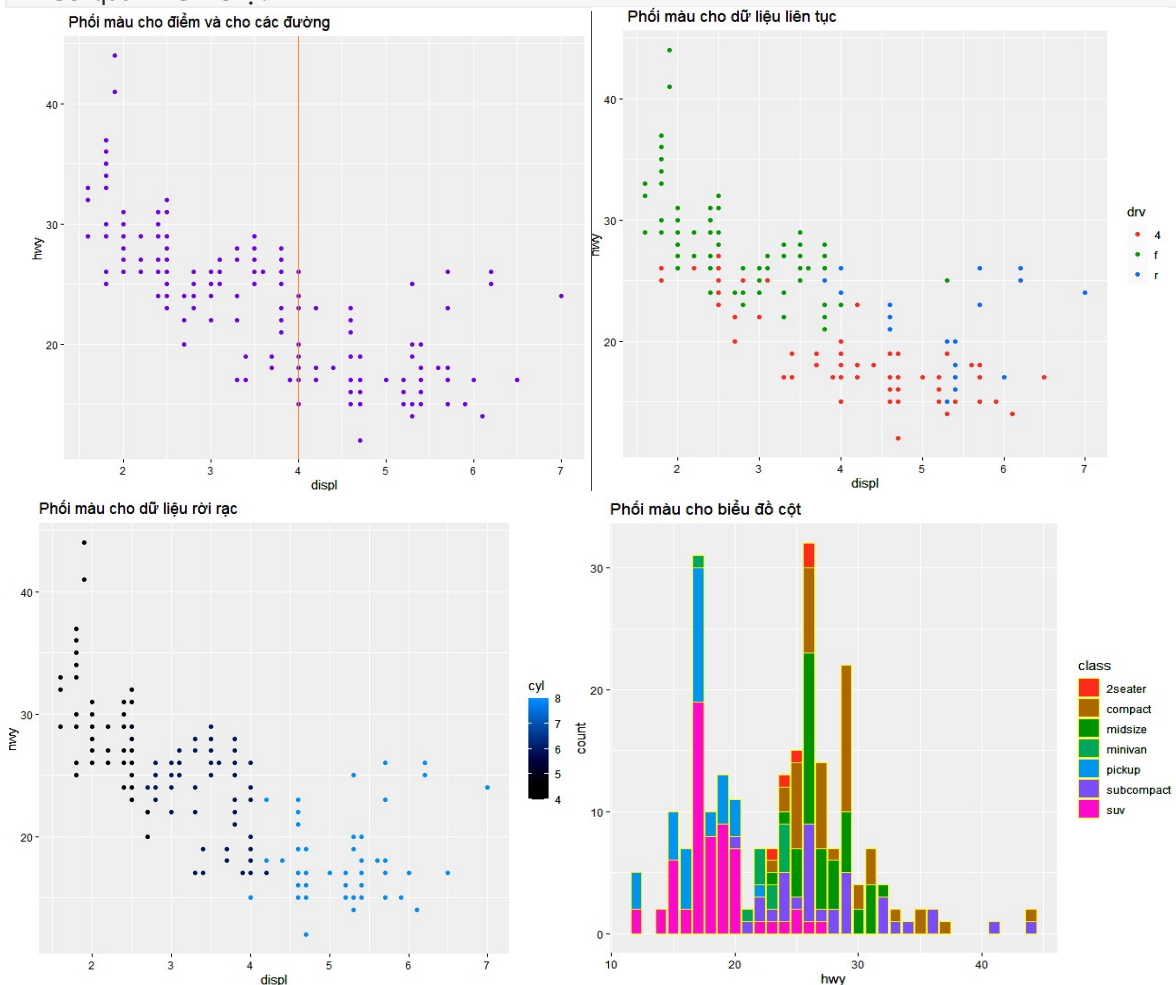 Phối màu cho điểm và cho các đường
40
30
20
hwy
2 3 4 5 6 7
displ
Phối màu cho dữ liệu liên tục
40
30
20
hwy
2 3 4 5 6 7
displ
drv
4
f
r
Phối màu cho dữ liệu rời rạc
40
30
20
hwy
2 3 4 5 6 7
displ
cyl
8
7
6
5
4
Phối màu cho biểu đồ cột
30
20
10
0
count
10 20 30 40
hwy
class
2seater
compact
midsize
minivan
pickup
subcompact
suv